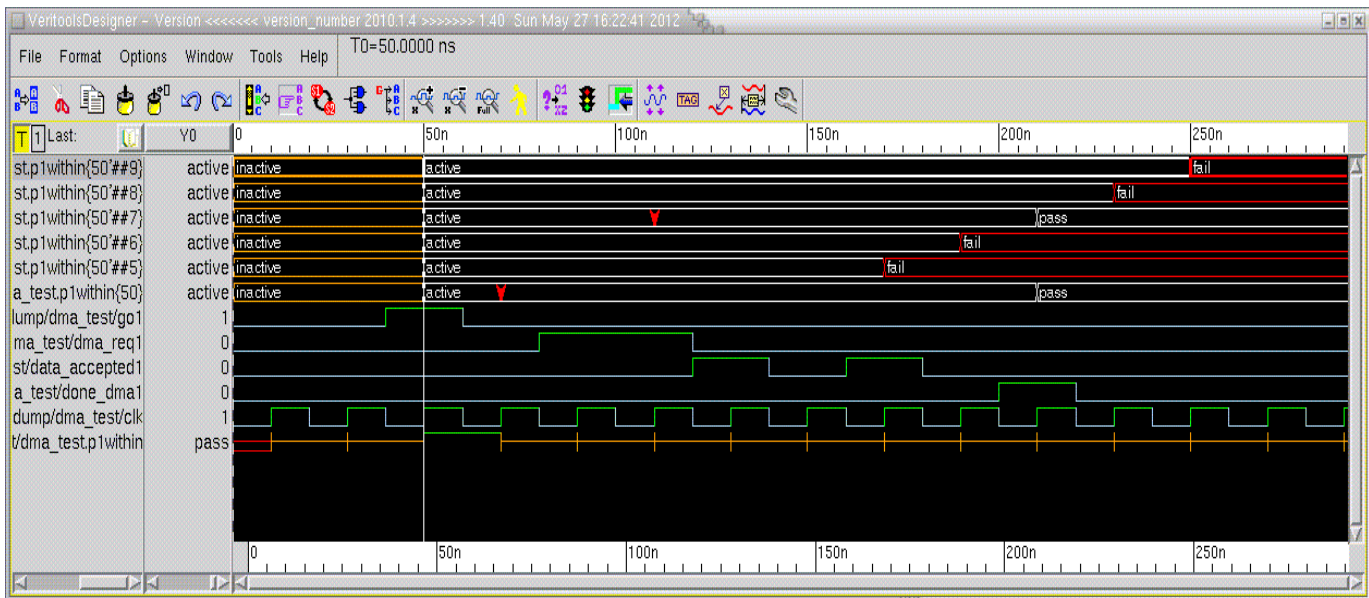 VeritoolsDesigner - Version <<<<<<< version_number 2010.1.4 >>>>>>> 1.40 Sun May 27 16:22:41 2012
File Format Options Window Tools Help T0=50.0000 ns
T 1 Last: Y0 0 50n 100n 150n 200n 250n
st.p1within{50'##9} active inactive active fail
st.p1within{50'##8} active inactive active fail
st.p1within{50'##7} active inactive active pass
st.p1within{50'##6} active inactive active fail
st.p1within{50'##5} active inactive active fail
a_test.p1within{50} active inactive active pass
lump/dma_test/go1 1
ma_test/dma_req1 0
st/data_accepted1 0
a_test/done_dma1 0
dump/dma_test/clk 1
t/dma_test.p1within pass
0 50n 100n 150n 200n 250n